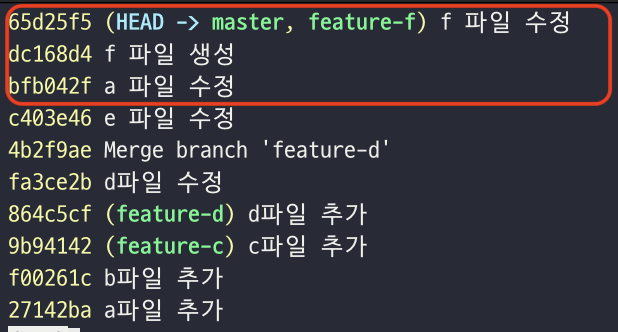 65d25f5 (HEAD -> master, feature-f) f 파일 수정
dc168d4 f 파일 생성
bfb042f a 파일 수정
c403e46 e 파일 수정
4b2f9ae Merge branch 'feature-d'
fa3ce2b d파일 수정
864c5cf (feature-d) d파일 추가
9b94142 (feature-c) c파일 추가
f00261c b파일 추가
27142ba a파일 추가